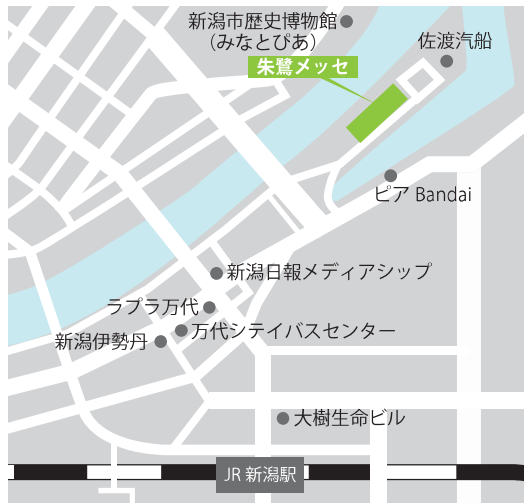 新潟市歴史博物館
(みなとぴあ)
佐渡汽船
朱鷺メッセ
ピア Bandai
新潟日報メディアシップ
ラブラ万代
万代シテイバスセンター
新潟伊勢丹
大樹生命ビル
JR 新潟駅